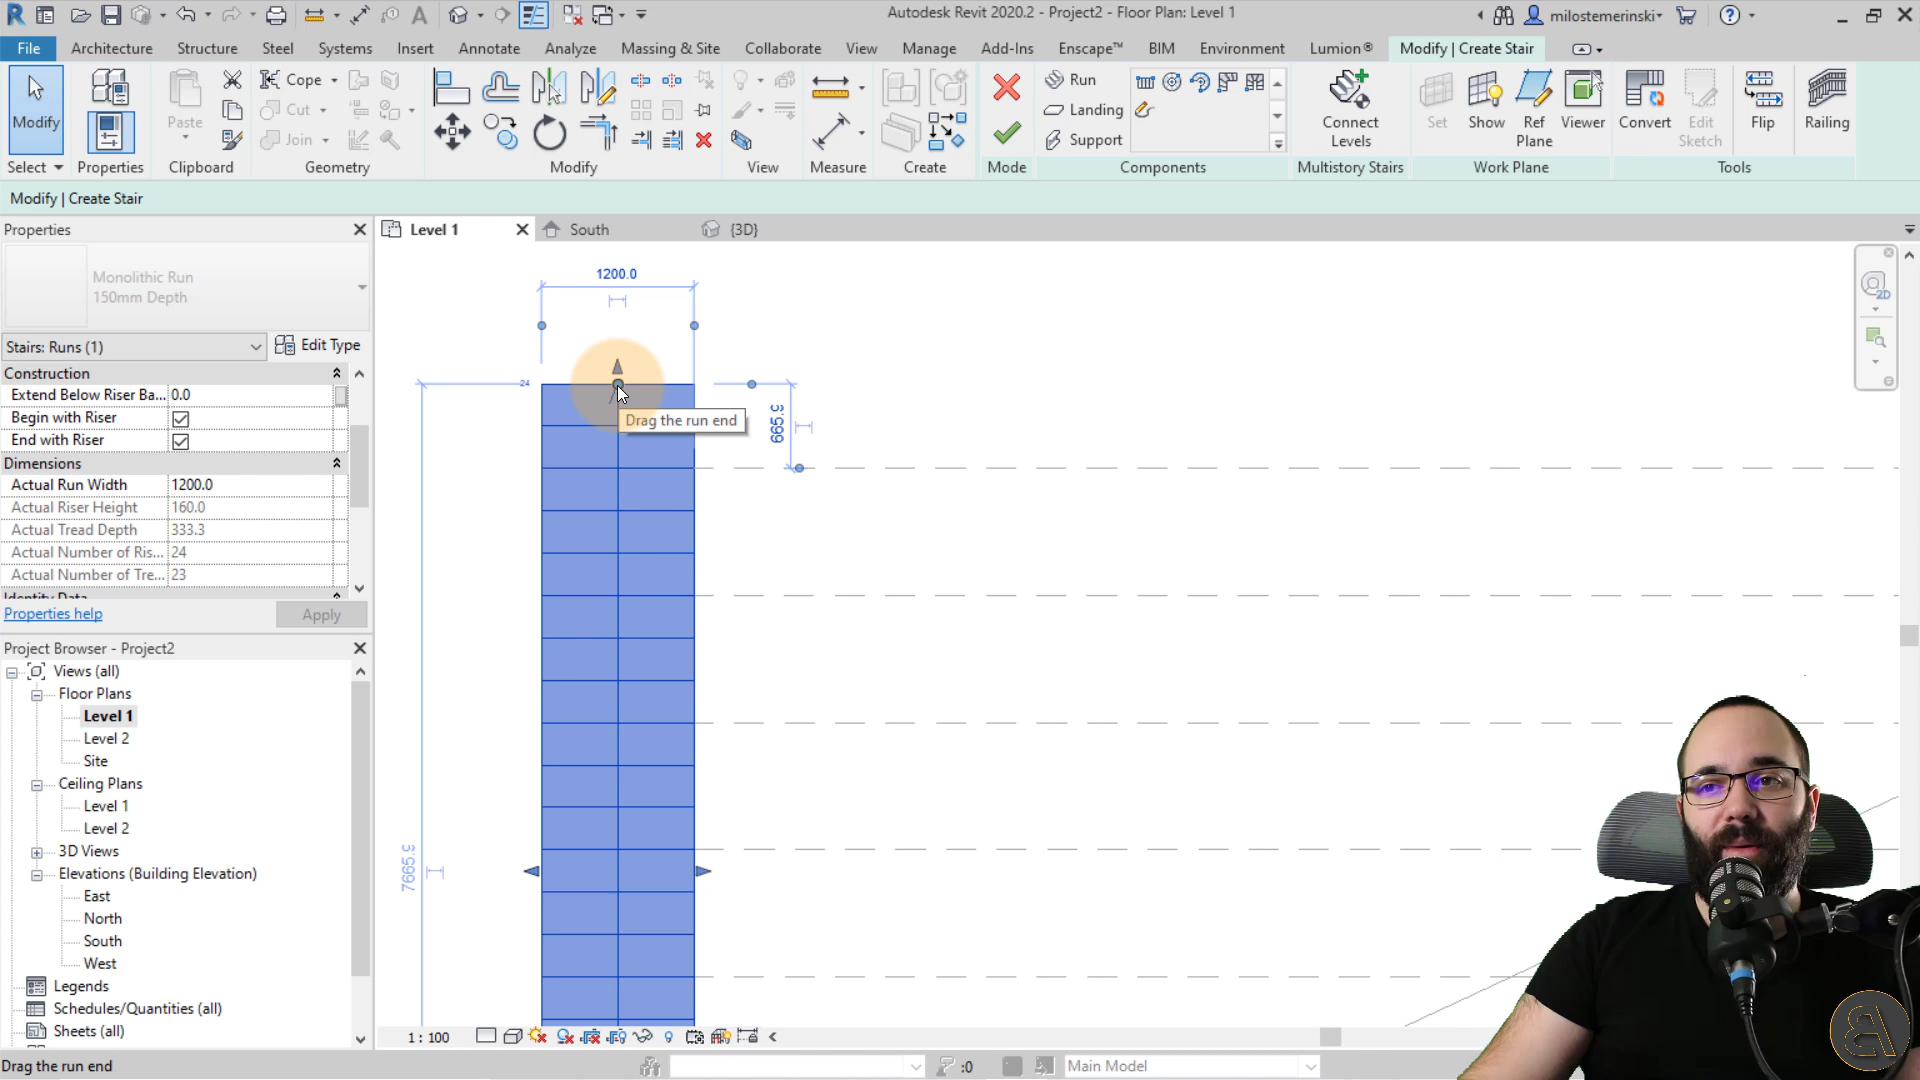 Autodesk Revit 2020.2 - Project2 - Floor Plan: Level 1
milostemerinski
File Architecture Structure Steel Systems Insert Annotate Analyze Massing & Site Collaborate View Manage Add-Ins Enscape™ BIM Environment Lumion® Modify | Create Stair
Modify
Paste
Cope
Cut
Join
Run
Landing
Support
Connect
Levels
Set
Show
Ref
Plane
Viewer
Convert
Edit
Sketch
Flip
Railing
Select Properties Clipboard Geometry Modify View Measure Create Mode Components Multistory Stairs Work Plane Tools
Modify | Create Stair
Properties
Monolithic Run
150mm Depth
Stairs: Runs (1)
Edit Type
Construction
Extend Below Riser Ba... 0.0
Begin with Riser
End with Riser
Dimensions
Actual Run Width 1200.0
Actual Riser Height 160.0
Actual Tread Depth 333.3
Actual Number of Ris... 24
Actual Number of Tre... 23
Identity Data
Properties help
Apply
Project Browser - Project2
Views (all)
Floor Plans
Level 1
Level 2
Site
Ceiling Plans
Level 1
Level 2
3D Views
Elevations (Building Elevation)
East
North
South
West
Legends
Schedules/Quantities (all)
Sheets (all)
Level 1
South
{3D}
1200.0
24
Drag the run end
665.9
7665.9
2D
1 : 100
Drag the run end
:0
Main Model